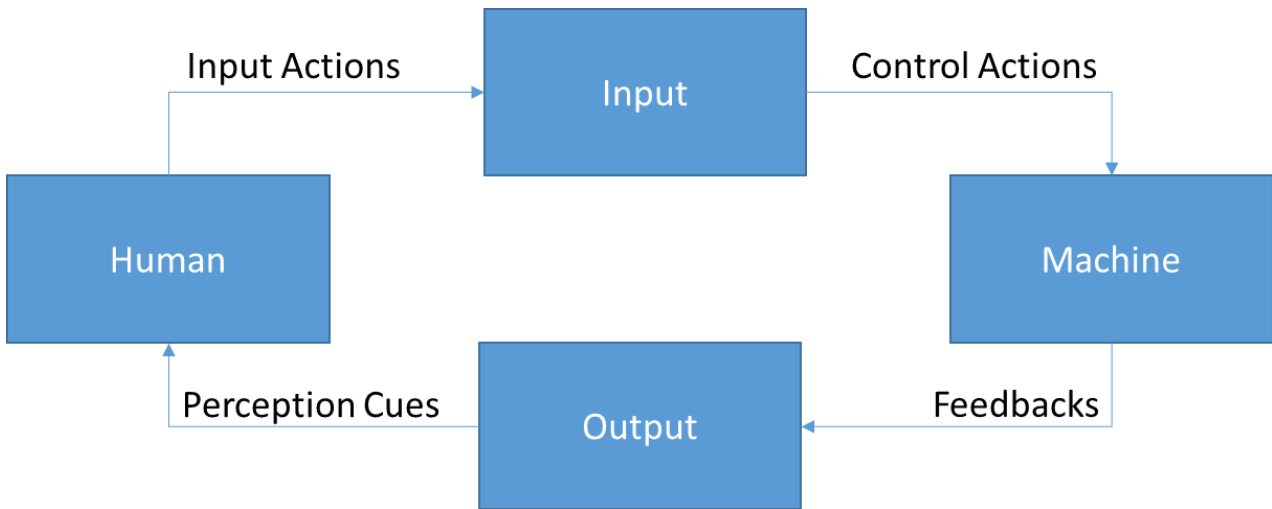 Input Actions
Input
Control Actions
Human
Machine
Perception Cues
Output
Feedbacks